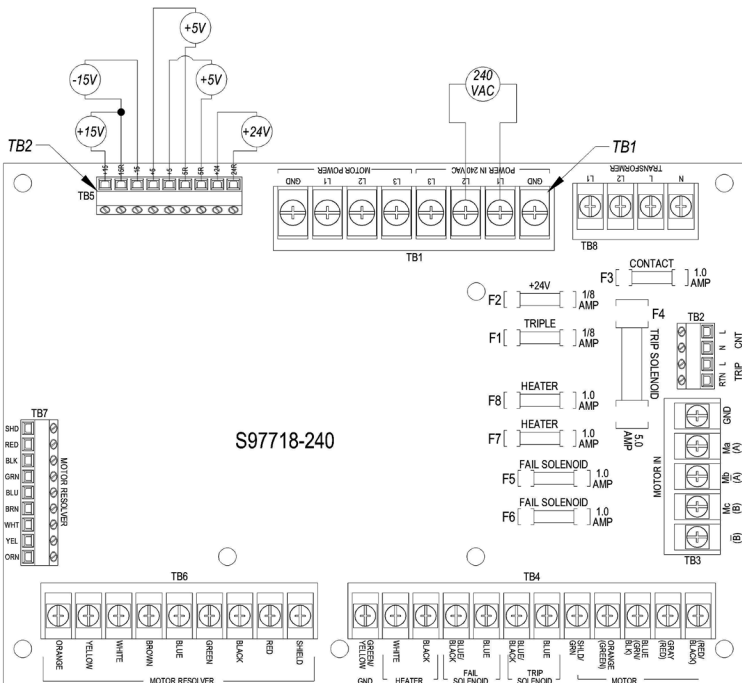 +5V
-15V
+5V
240
VAC
+15V
+24V
TB2
TB1
+15
15R
-15
+5
+5
5R
5R
+24
24R
TB5
MOTOR POWER
POWER IN 240 VAC
GND
L1
L2
L3
L3
L2
L1
GND
TB1
TRANSFORMER
L1
L2
L
N
TB8
CONTACT
F3
1.0
AMP
+24V
F2
1/8
AMP
TRIPLE
F1
1/8
AMP
F4
TRIP SOLENOID
5.0
AMP
TB2
L
N
L
RTN
CNT
TRIP
HEATER
F8
1.0
AMP
HEATER
F7
1.0
AMP
FAIL SOLENOID
F5
1.0
AMP
FAIL SOLENOID
F6
1.0
AMP
MOTOR IN
GND
Ma
(A)
Mb
(A)
Mc
(B)
(B)
TB3
S97718-240
TB7
SHD
RED
BLK
GRN
BLU
BRN
WHT
YEL
ORN
MOTOR RESOLVER
TB6
ORANGE
YELLOW
WHITE
BROWN
BLUE
GREEN
BLACK
RED
SHIELD
MOTOR RESOLVER
TB4
GREEN/
YELLOW
WHITE
BLACK
BLUE/
BLACK
BLUE
BLUE/
BLACK
BLUE
SHLD/
GRN
ORANGE
(GREEN)
BLUE
(GRN/
BLK)
GRAY
(RED)
(RED/
BLACK)
GND
HEATER
FAIL
SOLENOID
TRIP
SOLENOID
MOTOR